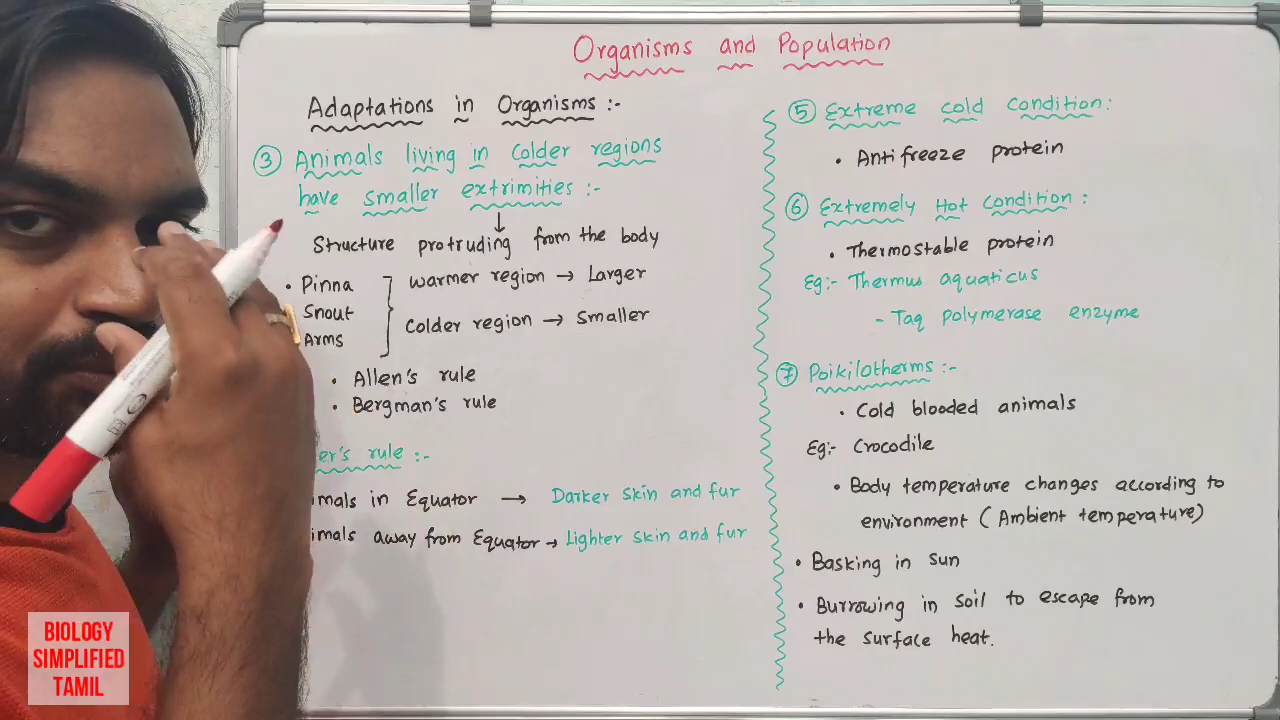 Organisms and Population
Adaptations in Organisms :-
③ Animals living in colder regions
have smaller extrimities :-
↓
Structure protruding from the body
• Pinna
Snout
Arms
warmer region → Larger
Colder region → smaller
• Allen's rule
• Bergman's rule
er's rule :-
imals in Equator → Darker skin and fur
imals away from Equator → Lighter skin and fur
⑤ Extreme cold condition :
• Antifreeze protein
⑥ Extremely Hot condition :
• Thermostable protein
Eg:- Thermus aquaticus
- Taq polymerase enzyme
⑦ Poikilotherms :-
• Cold blooded animals
Eg:- Crocodile
• Body temperature changes according to
environment (Ambient temperature)
• Basking in sun
• Burrowing in soil to escape from
the surface heat.
BIOLOGY
SIMPLIFIED
TAMIL